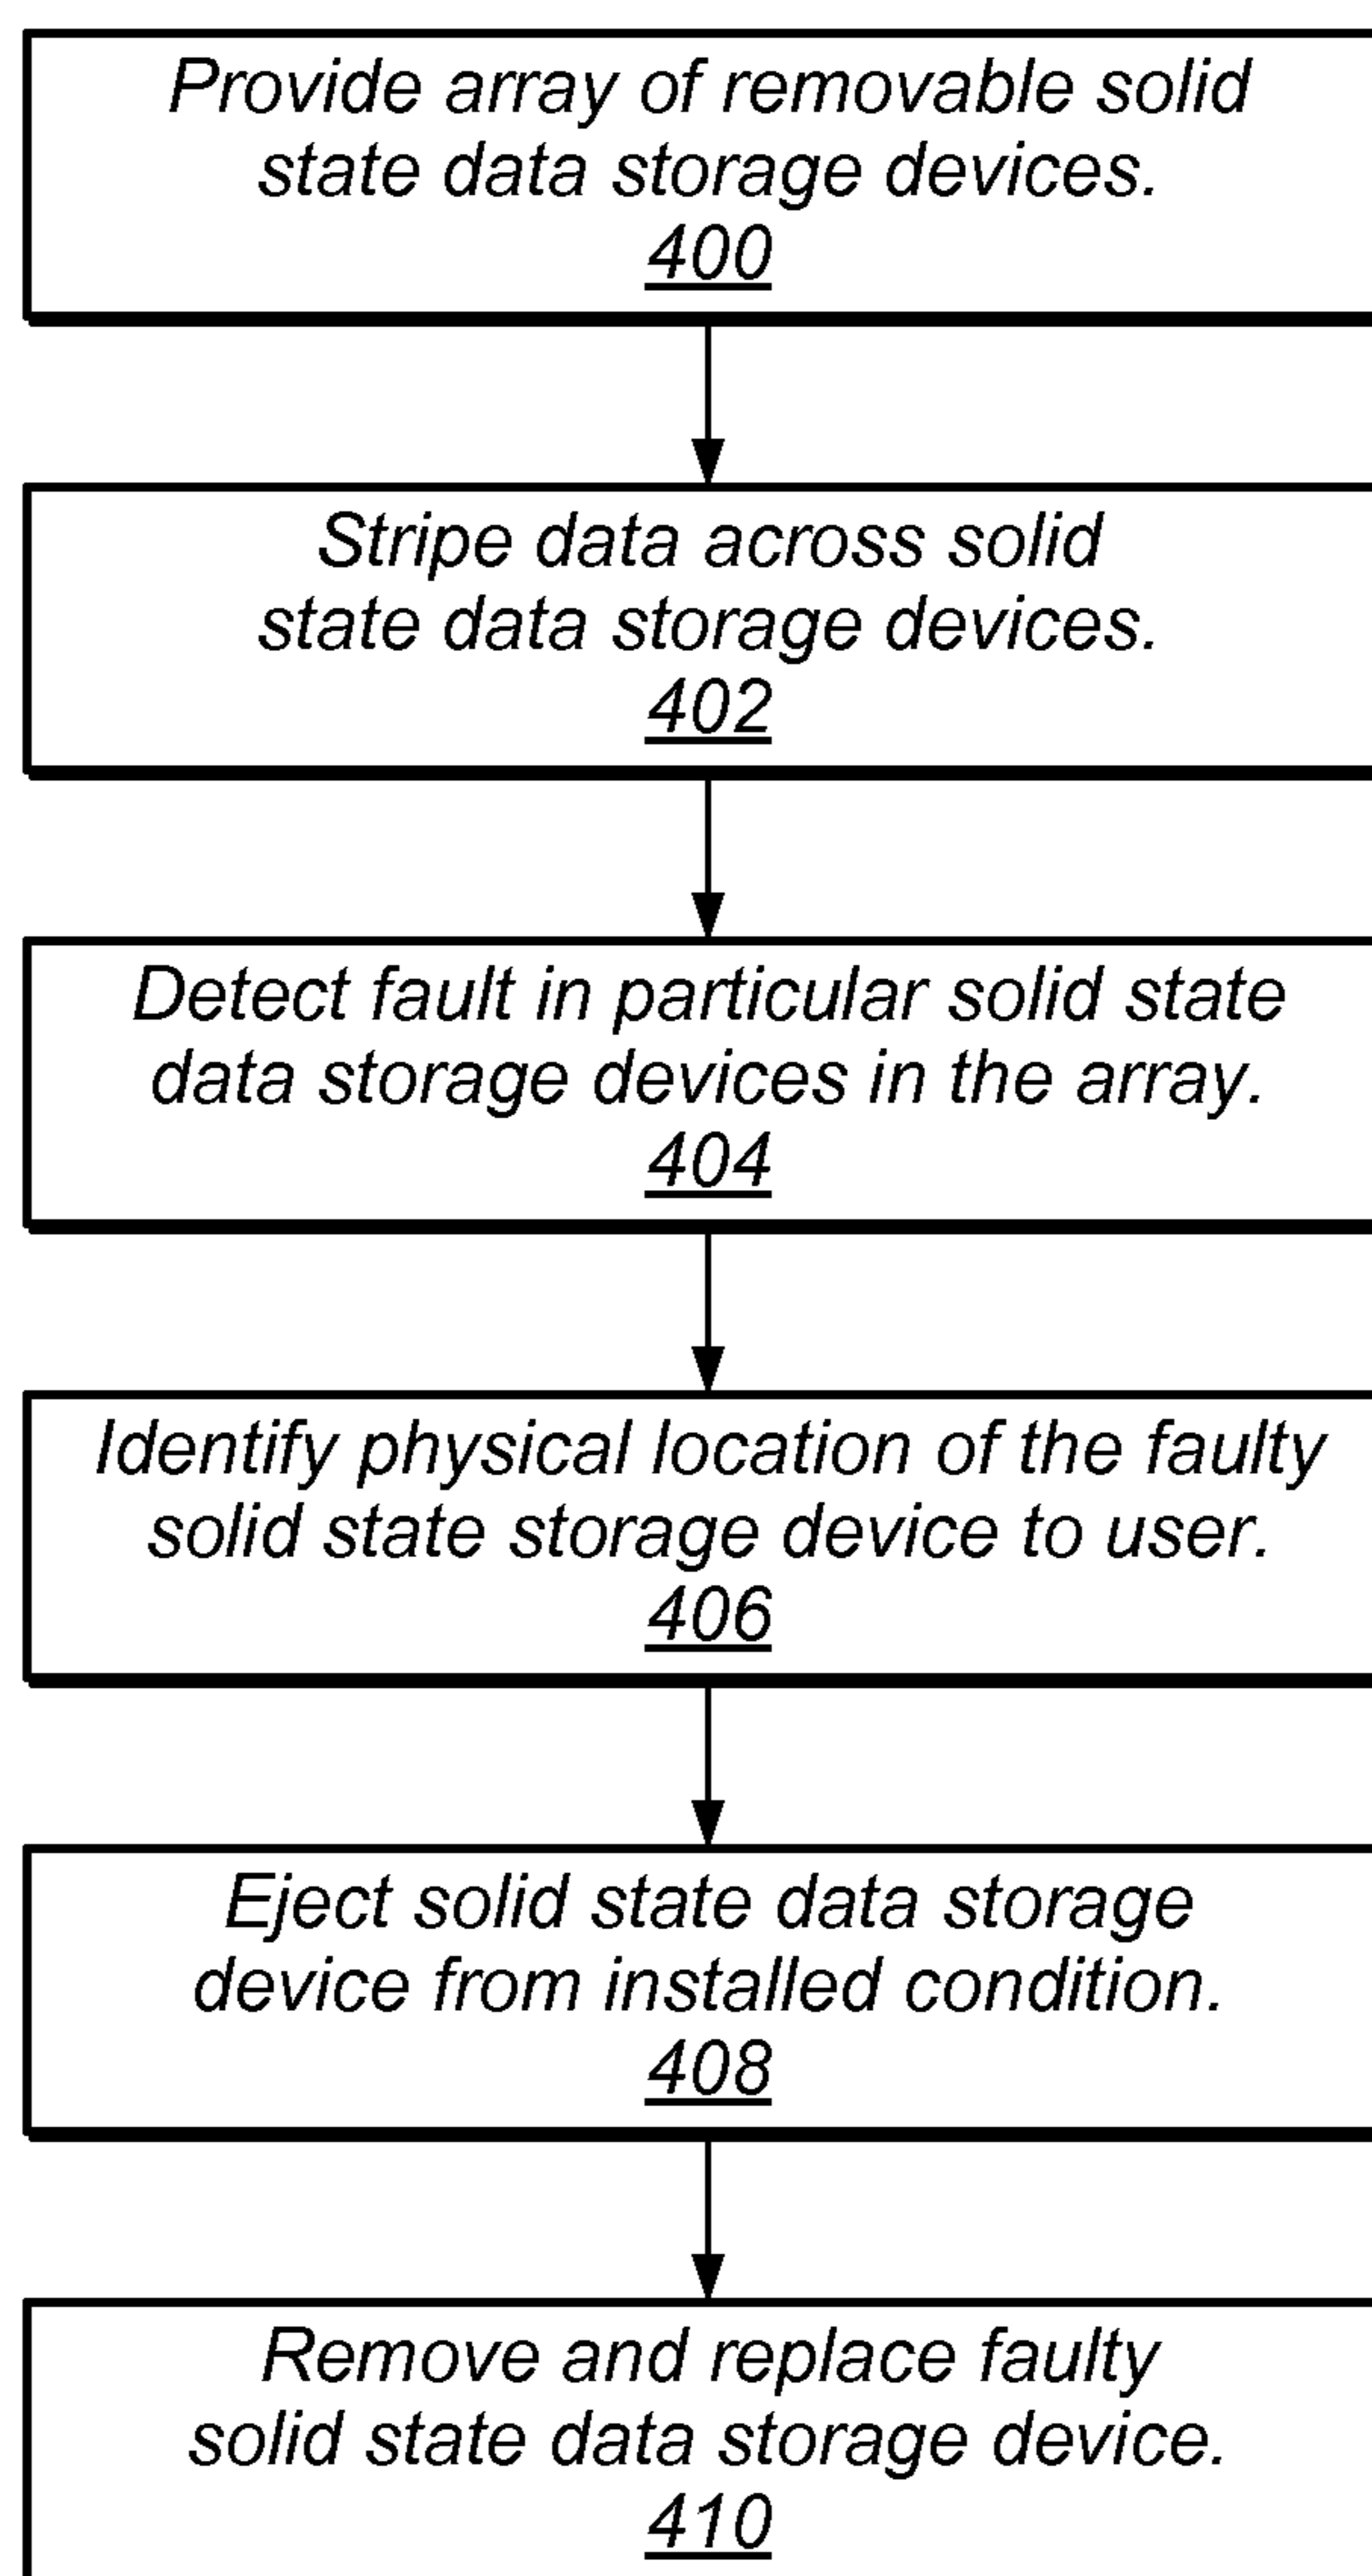 Provide array of removable solid
state data storage devices.
400
Stripe data across solid
state data storage devices.
402
Detect fault in particular solid state
data storage devices in the array.
404
Identify physical location of the faulty
solid state storage device to user.
406
Eject solid state data storage
device from installed condition.
408
Remove and replace faulty
solid state data storage device.
410